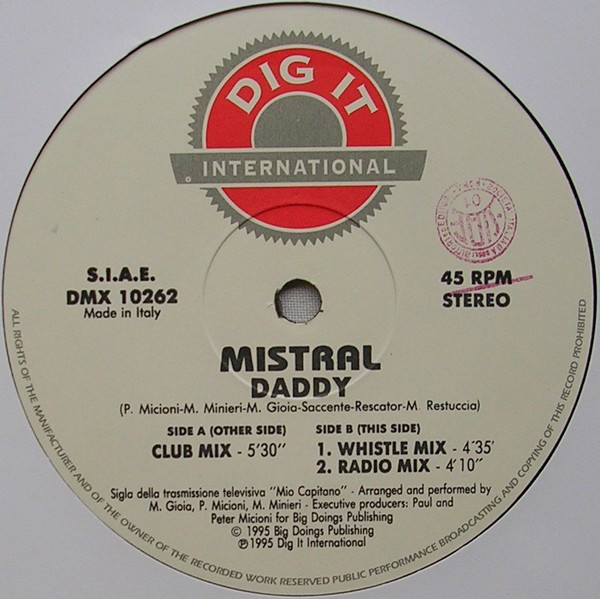 DIG IT
INTERNATIONAL
S.I.A.E.
DMX 10262
Made in Italy
45 RPM
STEREO
MISTRAL
DADDY
(P. Micioni-M. Minieri-M. Gioia-Saccente-Rescator-M. Restuccia)
SIDE A (OTHER SIDE)
CLUB MIX - 5'30"
SIDE B (THIS SIDE)
1. WHISTLE MIX - 4'35'
2. RADIO MIX - 4'10"
Sigla della trasmissione televisiva "Mio Capitano" - Arranged and performed by
M. Gioia, P. Micioni, M. Minieri - Executive producers: Paul and
Peter Micioni for Big Doings Publishing
© 1995 Big Doings Publishing
℗ 1995 Dig It International
ALL RIGHTS OF THE MANUFACTURER AND OF THE OWNER OF THE RECORDED WORK RESERVED PUBLIC PERFORMANCE BROADCASTING AND COPYING OF THIS RECORD PROHIBITED